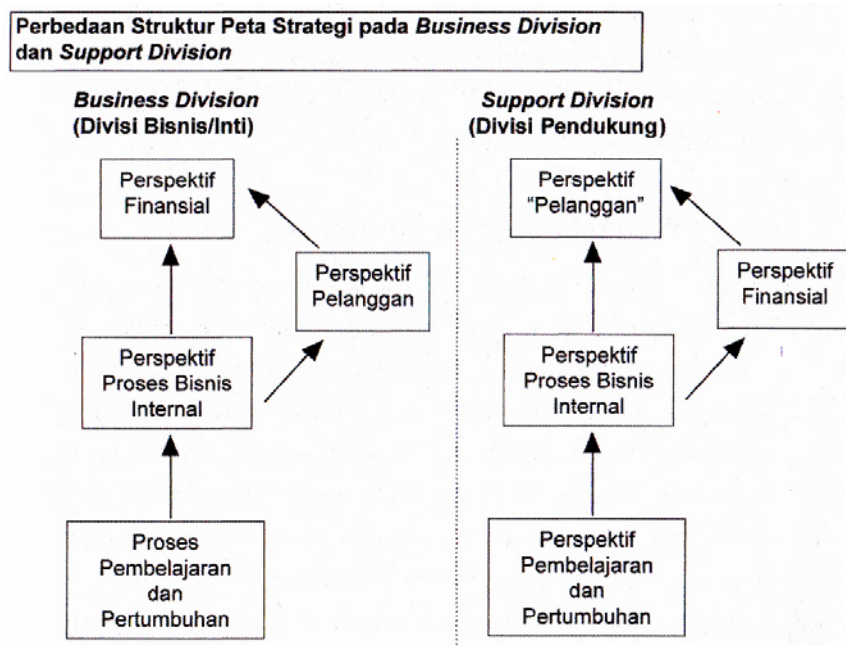 Perbedaan Struktur Peta Strategi pada Business Division
dan Support Division
Business Division
(Divisi Bisnis/Inti)
Perspektif
Finansial
Perspektif
Pelanggan
Perspektif
Proses Bisnis
Internal
Proses
Pembelajaran
dan
Pertumbuhan
Support Division
(Divisi Pendukung)
Perspektif
“Pelanggan”
Perspektif
Finansial
Perspektif
Proses Bisnis
Internal
Perspektif
Pembelajaran
dan
Pertumbuhan